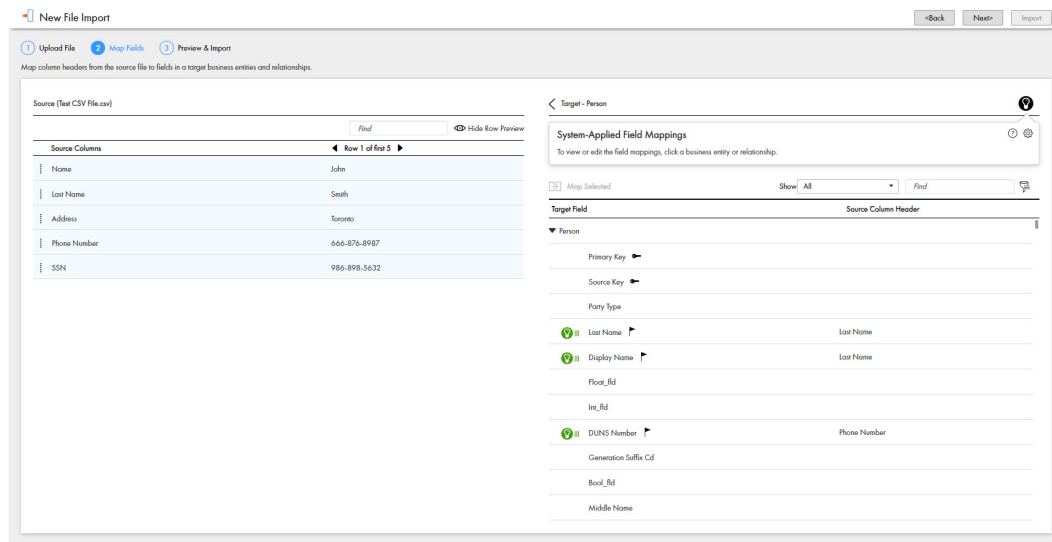 New File Import
<Back Next> Import
1 Upload File 2 Map Fields 3 Preview & Import
Map column headers from the source file to fields in a target business entities and relationships.
Source (Test CSV File.csv)
Find Hide Row Preview
Source Columns Row 1 of first 5
Name John
Last Name Smith
Address Toronto
Phone Number 666-876-8987
SSN 986-898-5632
Target - Person
System-Applied Field Mappings
To view or edit the field mappings, click a business entity or relationship.
Map Selected Show All Find
Target Field Source Column Header
Person
Primary Key
Source Key
Party Type
Last Name Last Name
Display Name Last Name
Float_fld
Int_fld
DUNS Number Phone Number
Generation Suffix Cd
Bool_fld
Middle Name